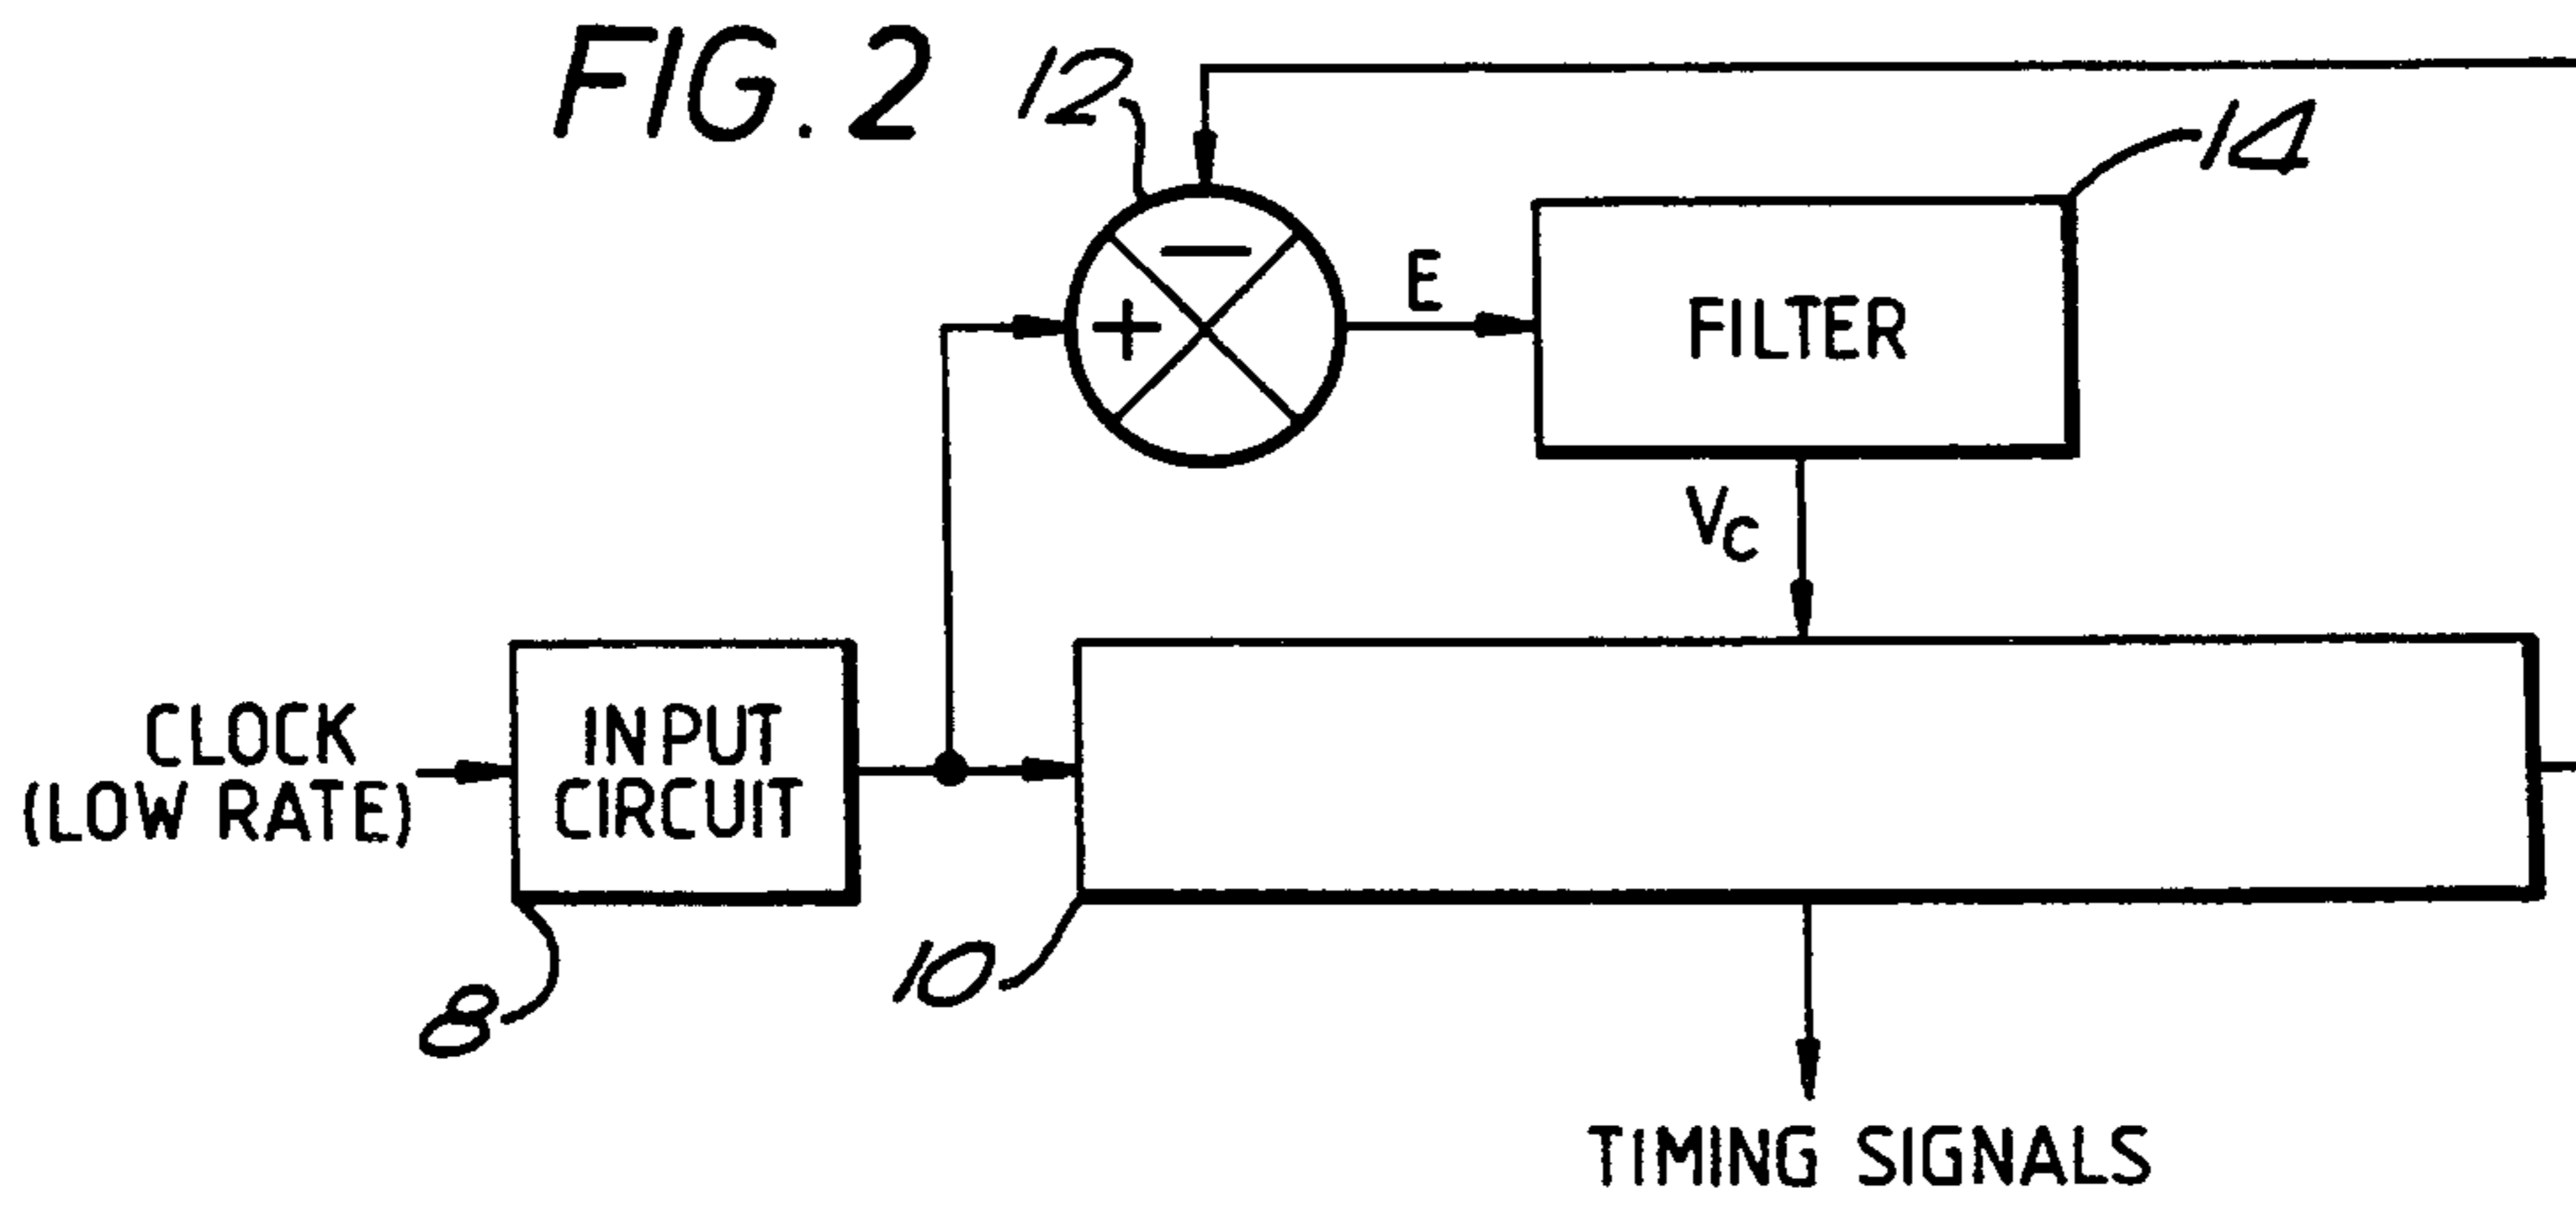 FIG. 2
12
14
E
FILTER
Vc
CLOCK
(LOW RATE)
INPUT
CIRCUIT
8
10
TIMING SIGNALS
+
−